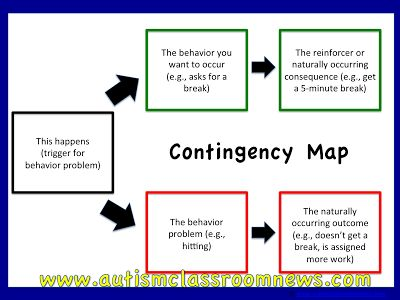 This happens
(trigger for
behavior problem)
The behavior you
want to occur
(e.g., asks for a
break)
The reinforcer or
naturally occurring
consequence (e.g., get
a 5-minute break)
Contingency Map
The behavior
problem (e.g.,
hitting)
The naturally
occurring outcome
(e.g., doesn't get a
break, is assigned
more work)
www.autismclassroomnews.com